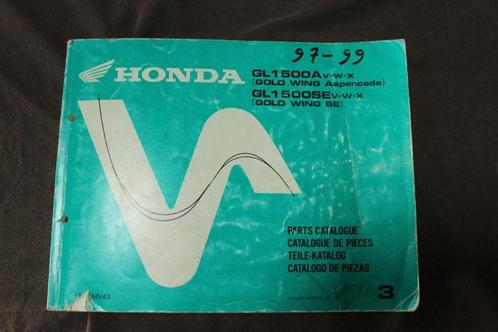 97-99
HONDA
GL1500AV·W·X
(GOLD WING Aspencade)
GL1500SEV·W·X
(GOLD WING SE)
PARTS CATALOGUE
CATALOGUE DE PIECES
TEILE-KATALOG
CATALOGO DE PIEZAS
MV43
3